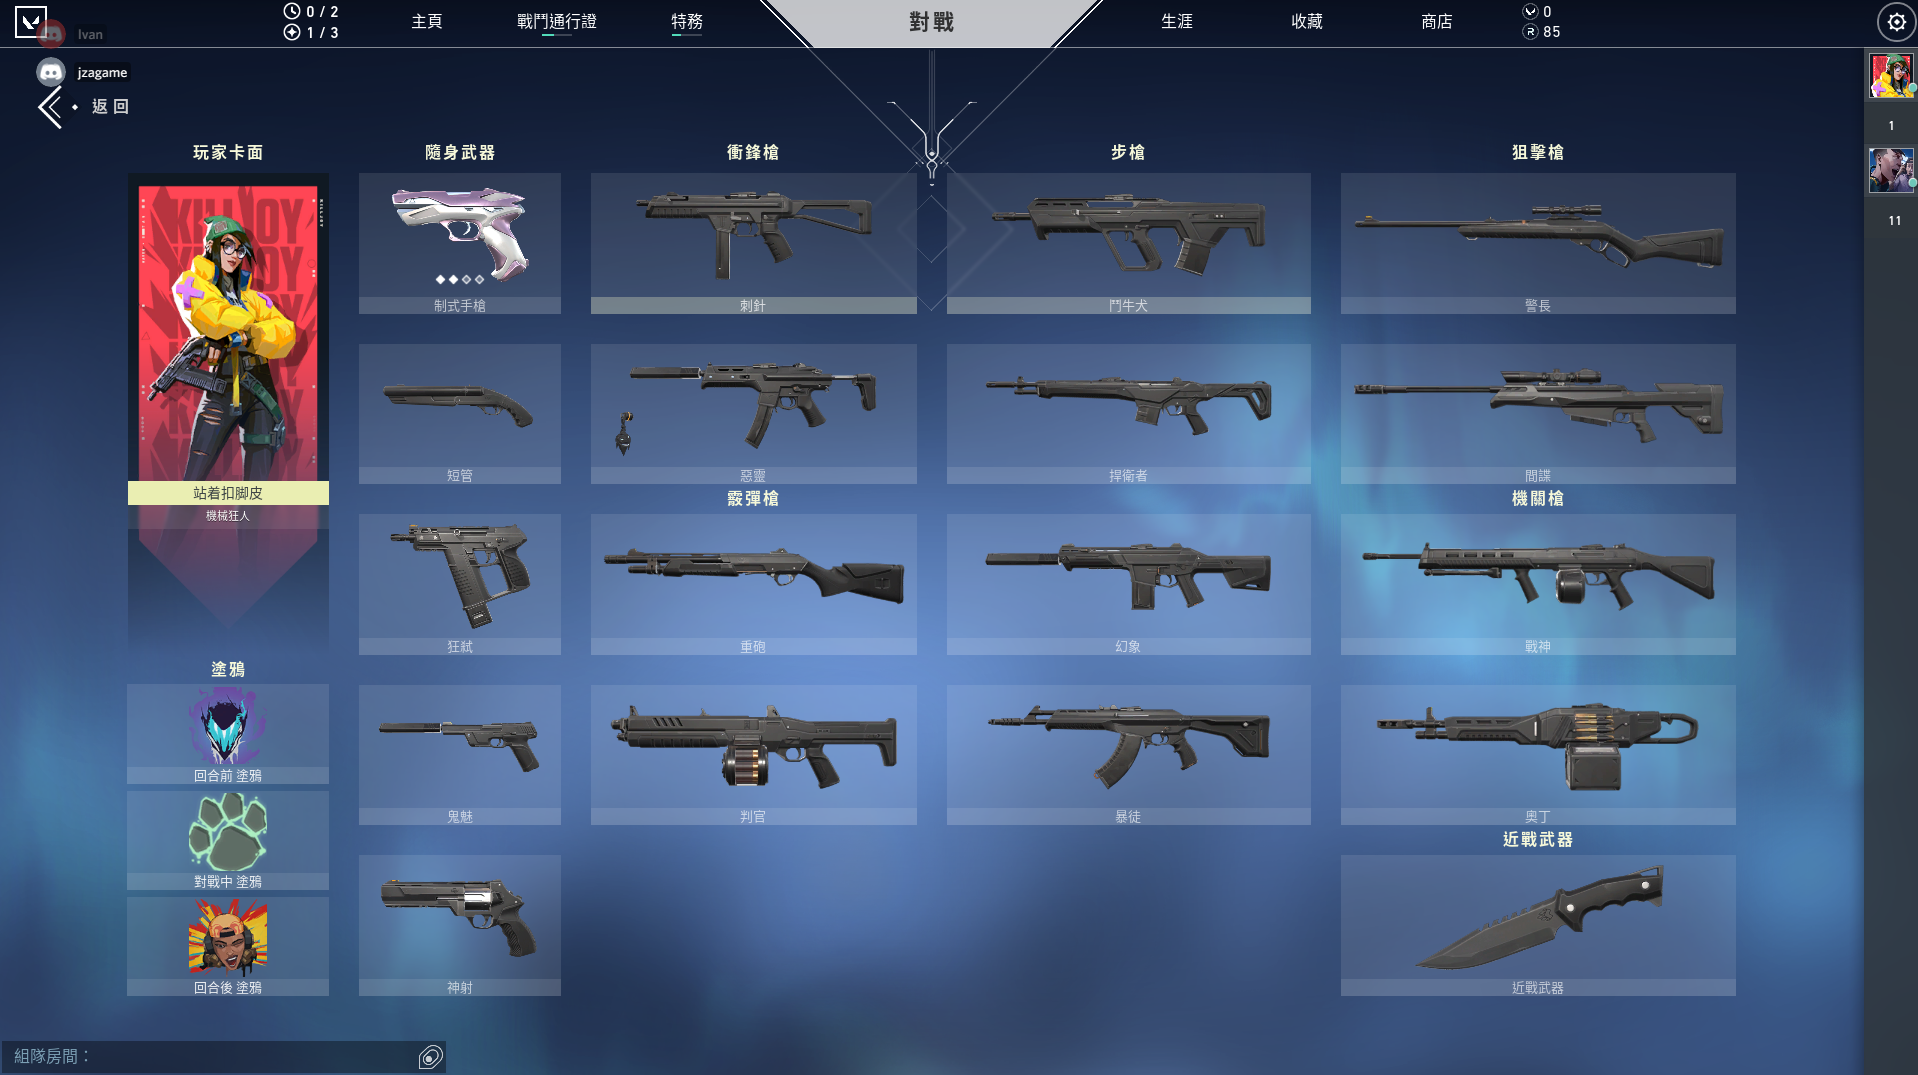 Ivan
0 / 2
1 / 3
主頁
戰鬥通行證
特務
對戰
生涯
收藏
商店
0
R 85
jzagame
返回
玩家卡面
隨身武器
衝鋒槍
步槍
狙擊槍
1
11
KILLJOY
站着扣脚皮
機械狂人
制式手槍
刺針
鬥牛犬
警長
短管
惡靈
捍衛者
間諜
霰彈槍
機關槍
狂弒
重砲
幻象
戰神
塗鴉
回合前 塗鴉
對戰中 塗鴉
回合後 塗鴉
鬼魅
判官
暴徒
奧丁
近戰武器
神射
近戰武器
組隊房間：